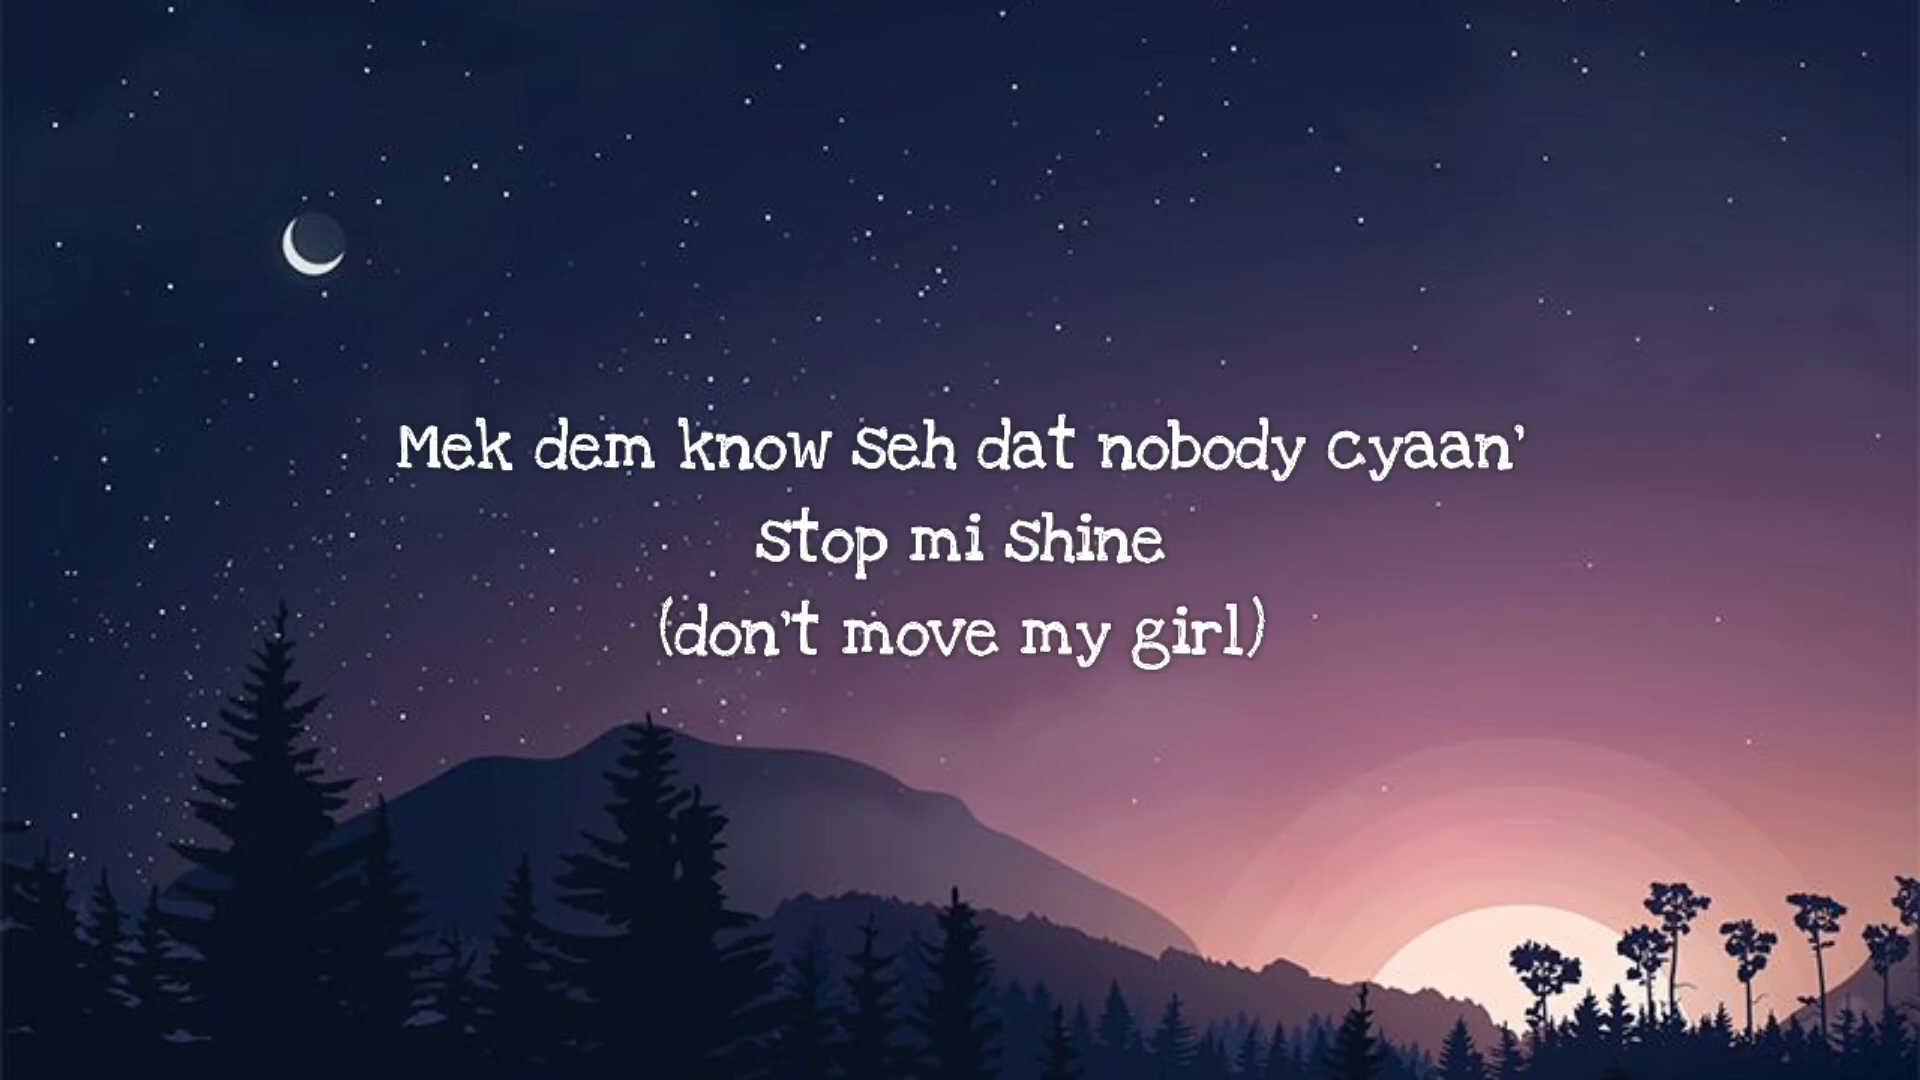 Mek dem know seh dat nobody cyaan'
stop mi shine
(don't move my girl)